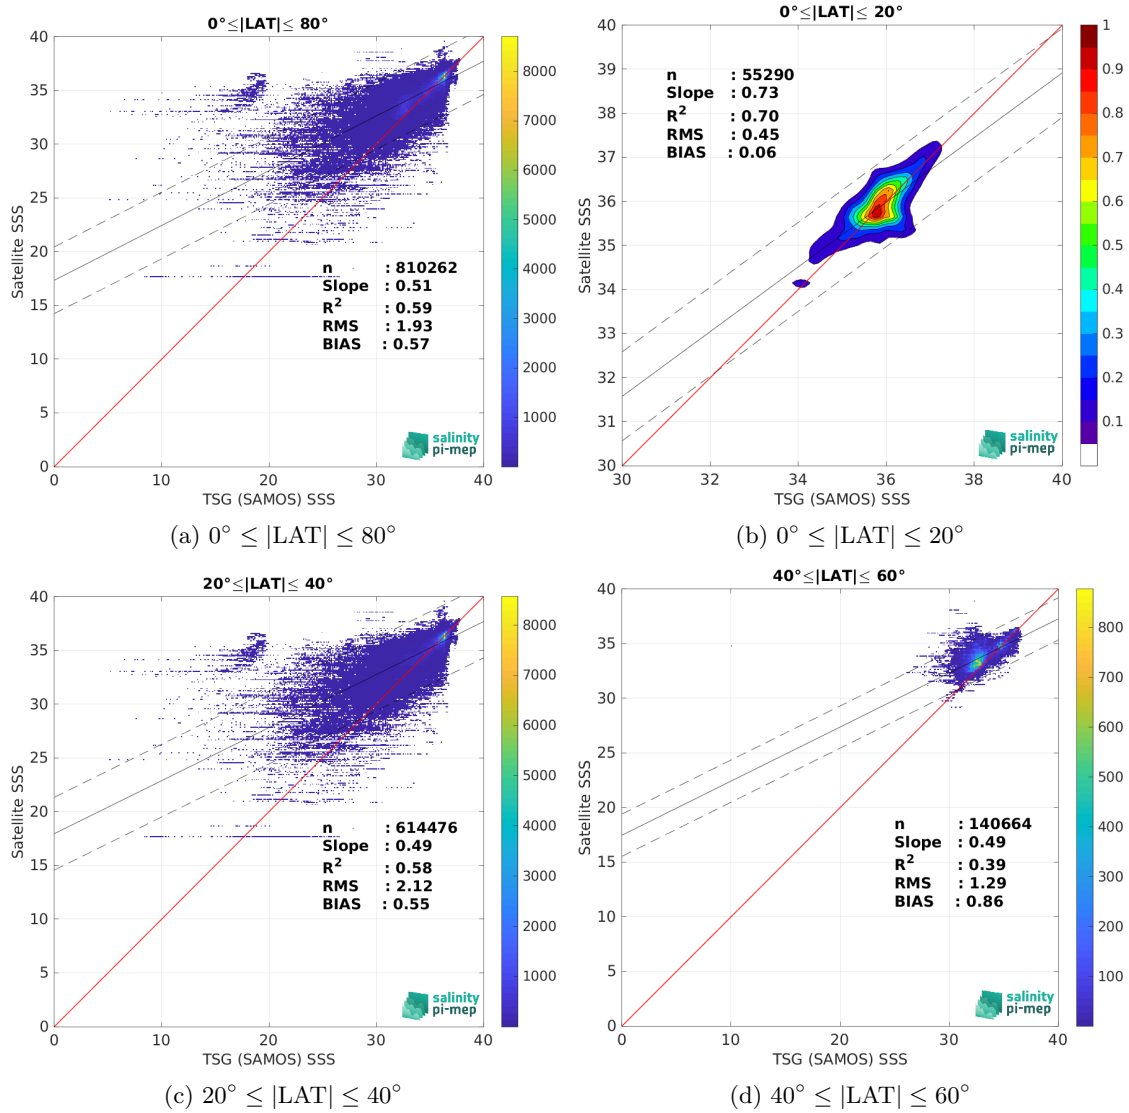 0°≤|LAT|≤ 80°
40
35
30
25
20
15
10
5
0
Satellite SSS
n : 810262
Slope : 0.51
R² : 0.59
RMS : 1.93
BIAS : 0.57
salinity
pi-mep
0 10 20 30 40
TSG (SAMOS) SSS
8000
7000
6000
5000
4000
3000
2000
1000
(a) 0° ≤ |LAT| ≤ 80°
0°≤|LAT|≤ 20°
40
39
38
37
36
35
34
33
32
31
30
Satellite SSS
n : 55290
Slope : 0.73
R² : 0.70
RMS : 0.45
BIAS : 0.06
salinity
pi-mep
30 32 34 36 38 40
TSG (SAMOS) SSS
1
0.9
0.8
0.7
0.6
0.5
0.4
0.3
0.2
0.1
(b) 0° ≤ |LAT| ≤ 20°
20°≤|LAT|≤ 40°
40
35
30
25
20
15
10
5
0
Satellite SSS
n : 614476
Slope : 0.49
R² : 0.58
RMS : 2.12
BIAS : 0.55
salinity
pi-mep
0 10 20 30 40
TSG (SAMOS) SSS
8000
7000
6000
5000
4000
3000
2000
1000
(c) 20° ≤ |LAT| ≤ 40°
40°≤|LAT|≤ 60°
40
35
30
25
20
15
10
5
0
Satellite SSS
n : 140664
Slope : 0.49
R² : 0.39
RMS : 1.29
BIAS : 0.86
salinity
pi-mep
0 10 20 30 40
TSG (SAMOS) SSS
800
700
600
500
400
300
200
100
(d) 40° ≤ |LAT| ≤ 60°